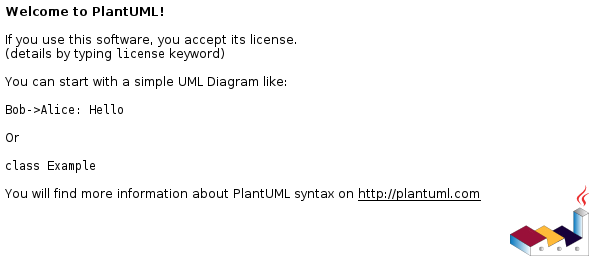 Welcome to PlantUML!
If you use this software, you accept its license.
(details by typing license keyword)
You can start with a simple UML Diagram like:
Bob->Alice: Hello
Or
class Example
You will find more information about PlantUML syntax on http://plantuml.com